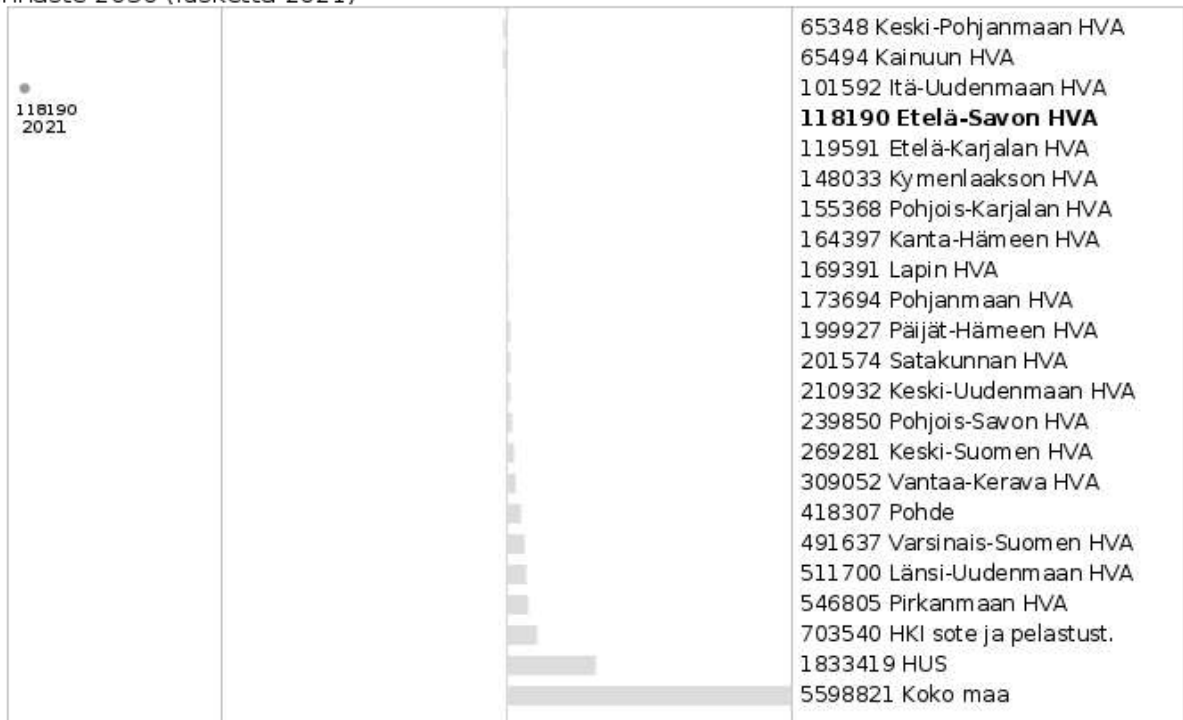 2030 (laskettu 2021)
65348 Keski-Pohjanmaan HVA
65494 Kainuun HVA
101592 Itä-Uudenmaan HVA
118190
2021
118190 Etelä-Savon HVA
119591 Etelä-Karjalan HVA
148033 Kymenlaakson HVA
155368 Pohjois-Karjalan HVA
164397 Kanta-Hämeen HVA
169391 Lapin HVA
173694 Pohjanmaan HVA
199927 Päijät-Hämeen HVA
201574 Satakunnan HVA
210932 Keski-Uudenmaan HVA
239850 Pohjois-Savon HVA
269281 Keski-Suomen HVA
309052 Vantaa-Kerava HVA
418307 Pohde
491637 Varsinais-Suomen HVA
511700 Länsi-Uudenmaan HVA
546805 Pirkanmaan HVA
703540 HKI sote ja pelastust.
1833419 HUS
5598821 Koko maa